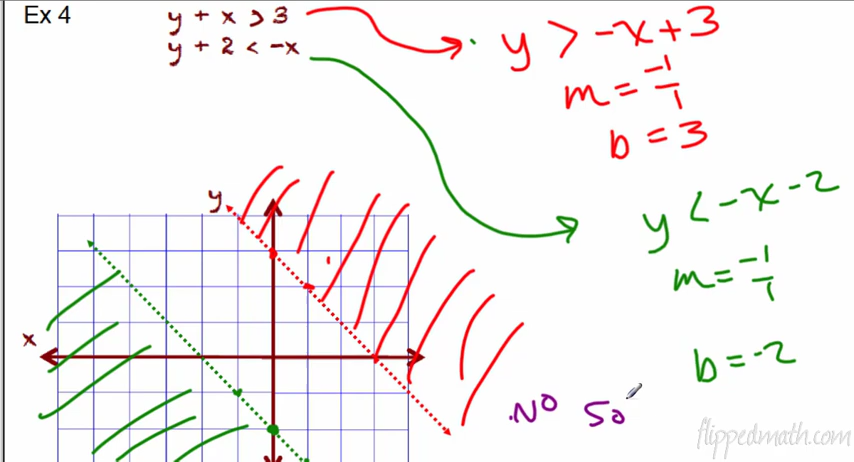 Ex 4
y + x > 3
y + 2 < -x
y > -x + 3
m = -1/1
b = 3
y < -x - 2
m = -1/1
b = -2
y
x
No So
flippedmath.com